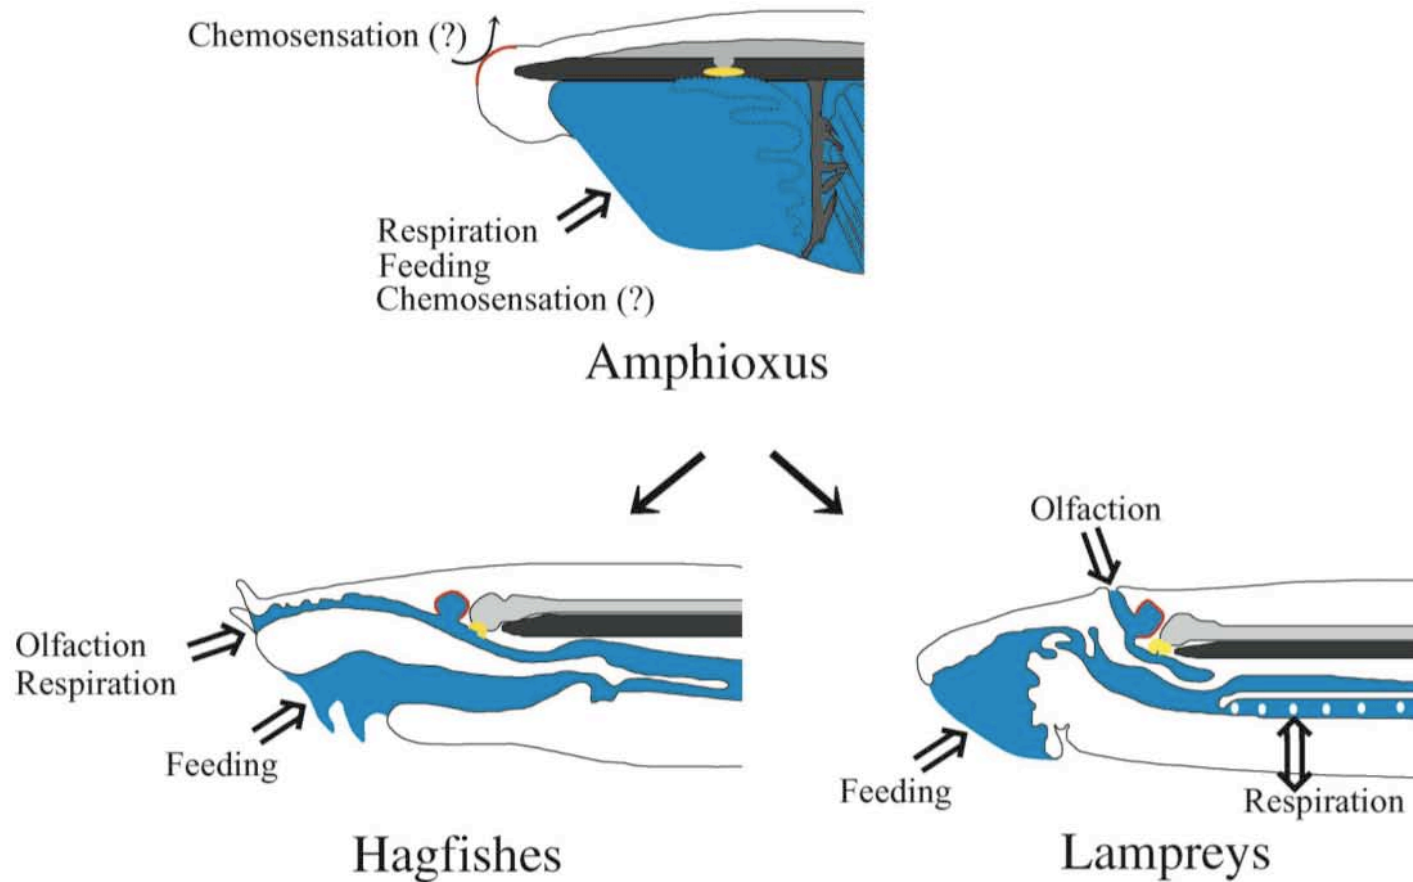 Chemosensation (?)
Respiration
Feeding
Chemosensation (?)
Amphioxus
Olfaction
Olfaction
Respiration
Feeding
Feeding
Respiration
Hagfishes
Lampreys